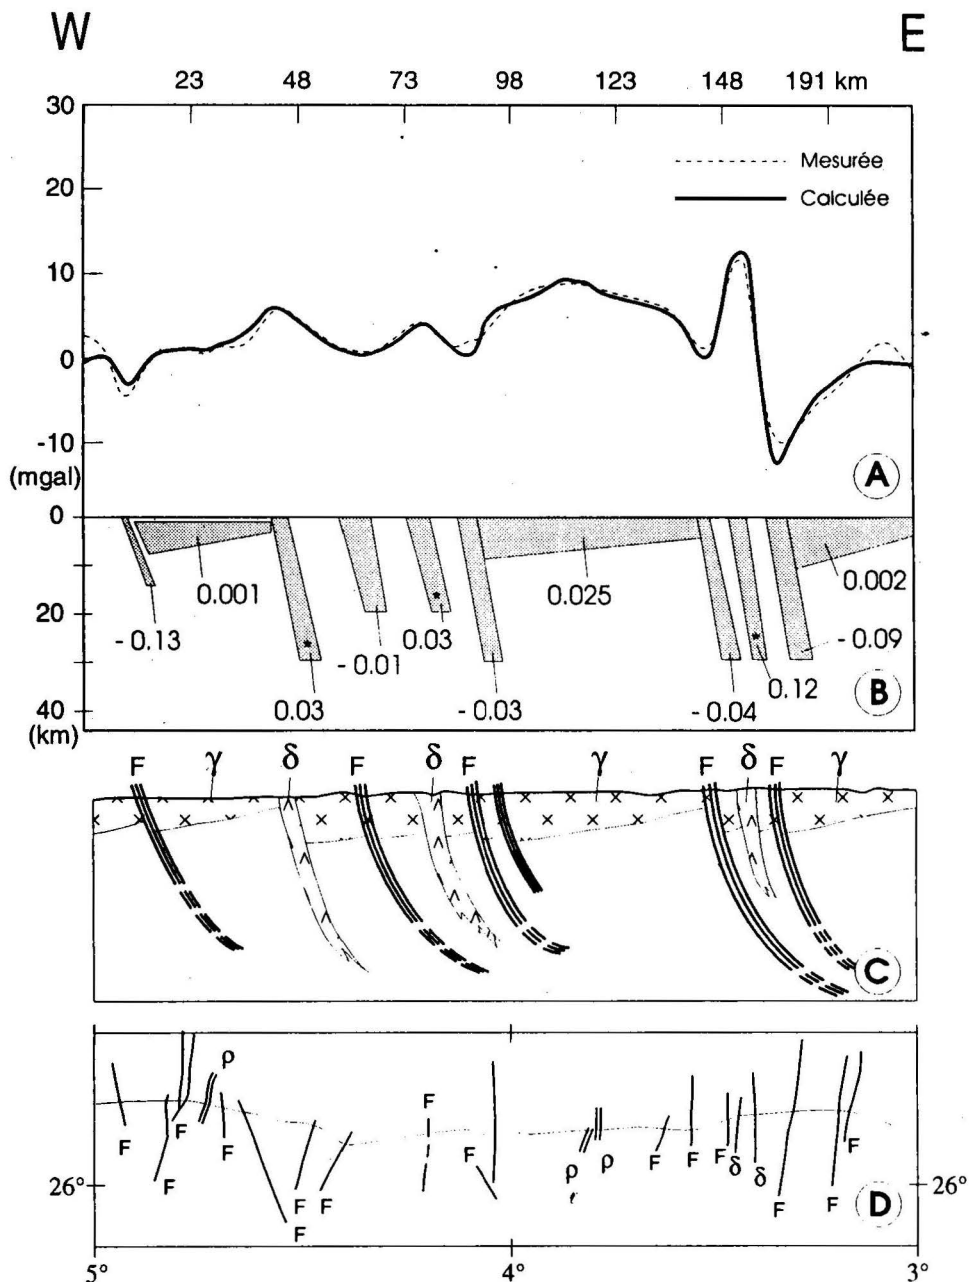 W E
23 48 73 98 123 148 191 km
30
Mesurée
20
Calculée
10
0
-10
(mgal)
A
0
0.001 0.025 0.002
20
- 0.13 - 0.01 0.03 - 0.09
0.03 - 0.03 - 0.04 0.12
B
40
(km)
F γ δ F δ F γ F δ F γ
C
ρ
F
F F F F F F δ
ρ ρ δ
F F F F F
F
26° 26°
D
5° 4° 3°